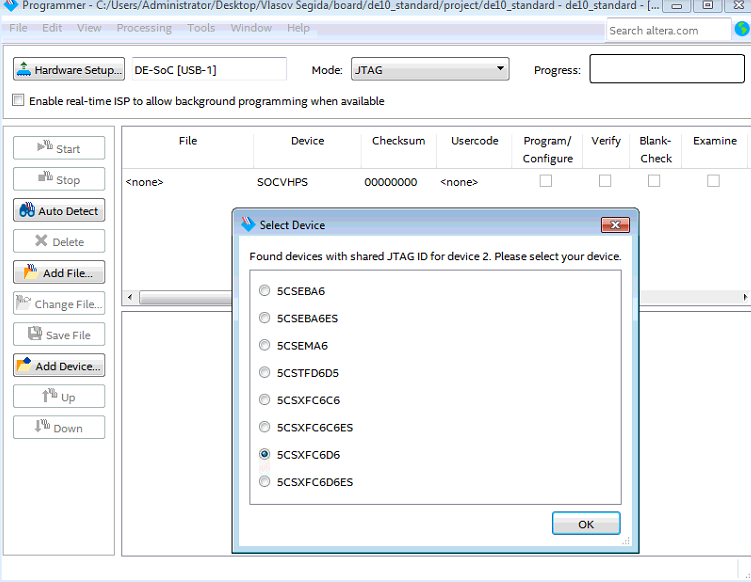 Programmer - C:/Users/Administrator/Desktop/Vlasov Segida/board/de10_standard/project/de10_standard - de10_standard - [...
File Edit View Processing Tools Window Help
Search altera.com
Hardware Setup... DE-SoC [USB-1] Mode: JTAG Progress:
Enable real-time ISP to allow background programming when available
Start
Stop
Auto Detect
Delete
Add File...
Change File...
Save File
Add Device...
Up
Down
File Device Checksum Usercode Program/ Verify Blank- Examine
Configure Check
<none> SOCVHPS 00000000 <none>
Select Device
Found devices with shared JTAG ID for device 2. Please select your device.
5CSEBA6
5CSEBA6ES
5CSEMA6
5CSTFD6D5
5CSXFC6C6
5CSXFC6C6ES
5CSXFC6D6
5CSXFC6D6ES
OK